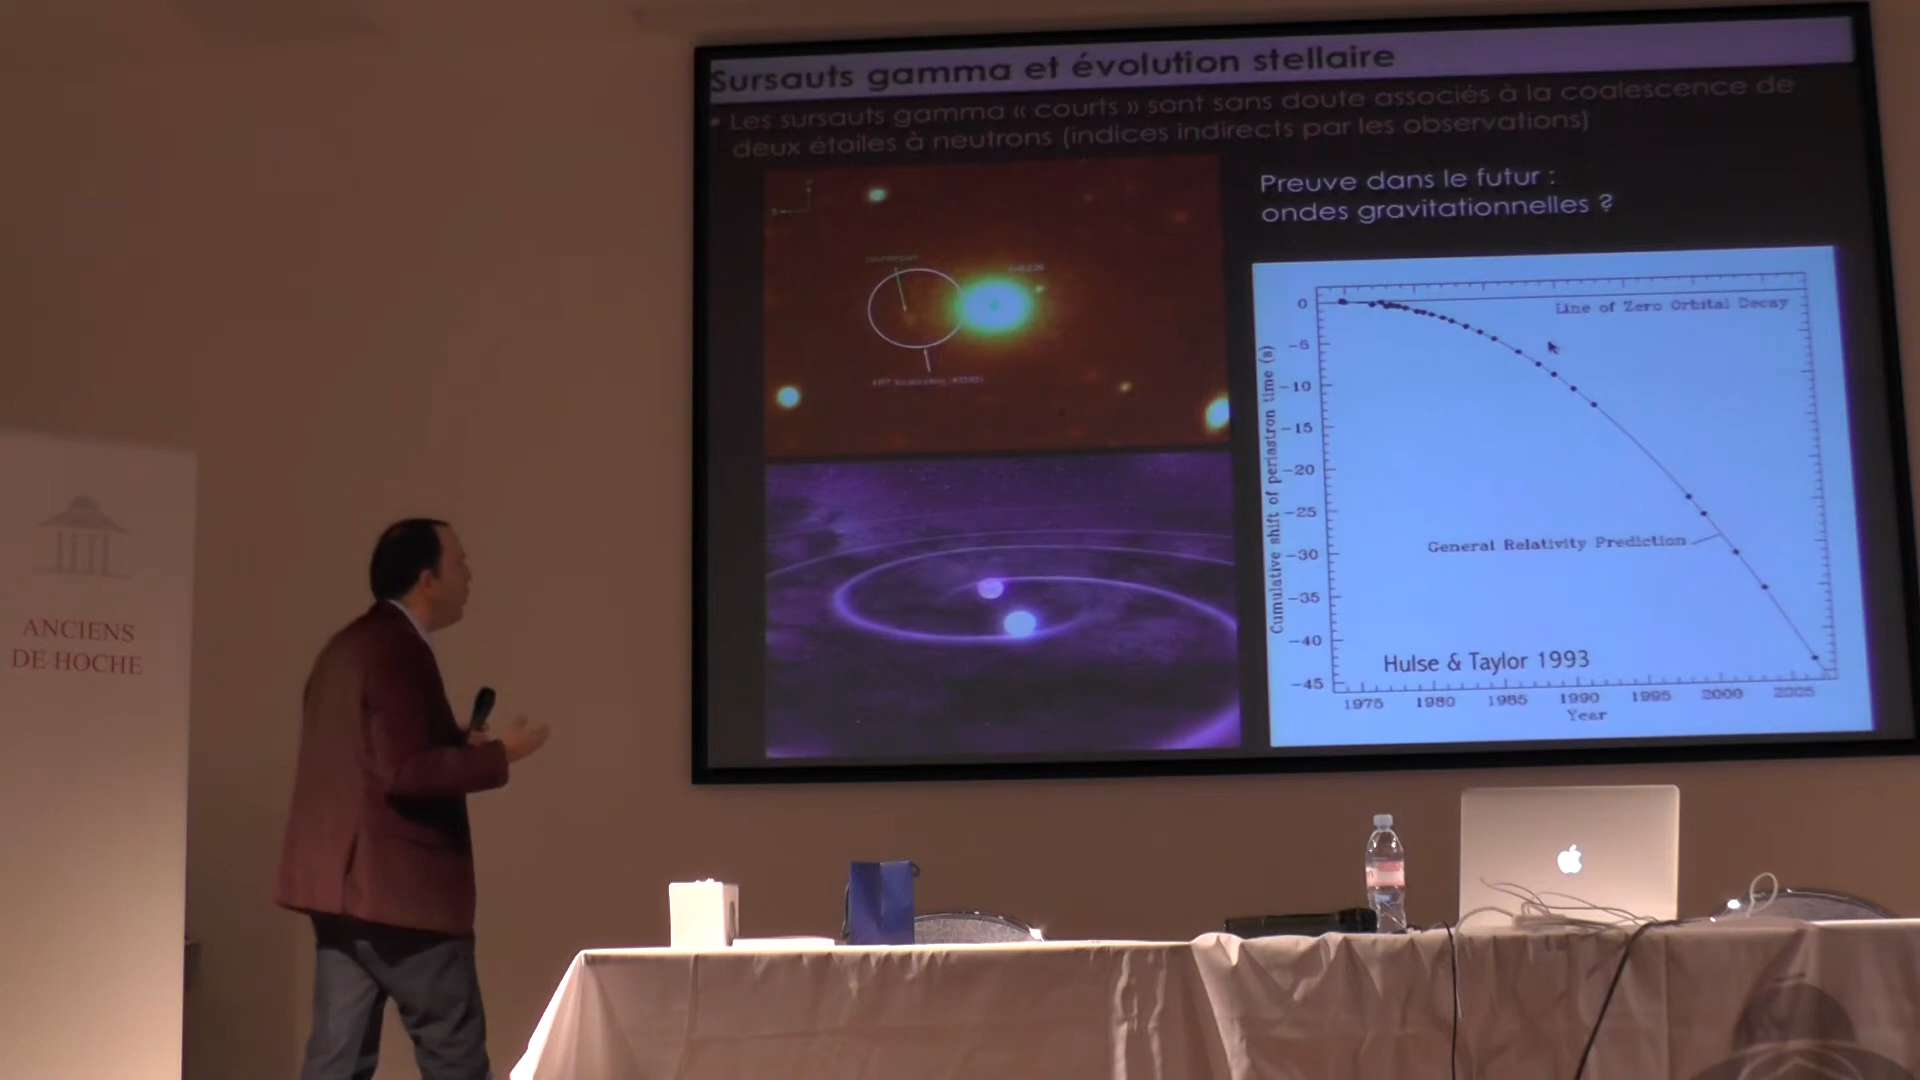 Sursauts gamma et évolution stellaire
• Les sursauts gamma « courts » sont sans doute associés à la coalescence de
deux étoiles à neutrons (indices indirects par les observations)
Preuve dans le futur :
ondes gravitationnelles ?
Line of Zero Orbital Decay
General Relativity Prediction
Hulse & Taylor 1993
Cumulative shift of periastron time (s)
0
-5
-10
-15
-20
-25
-30
-35
-40
-45
1975 1980 1985 1990 1995 2000 2005
Year
ANCIENS
DE HOCHE